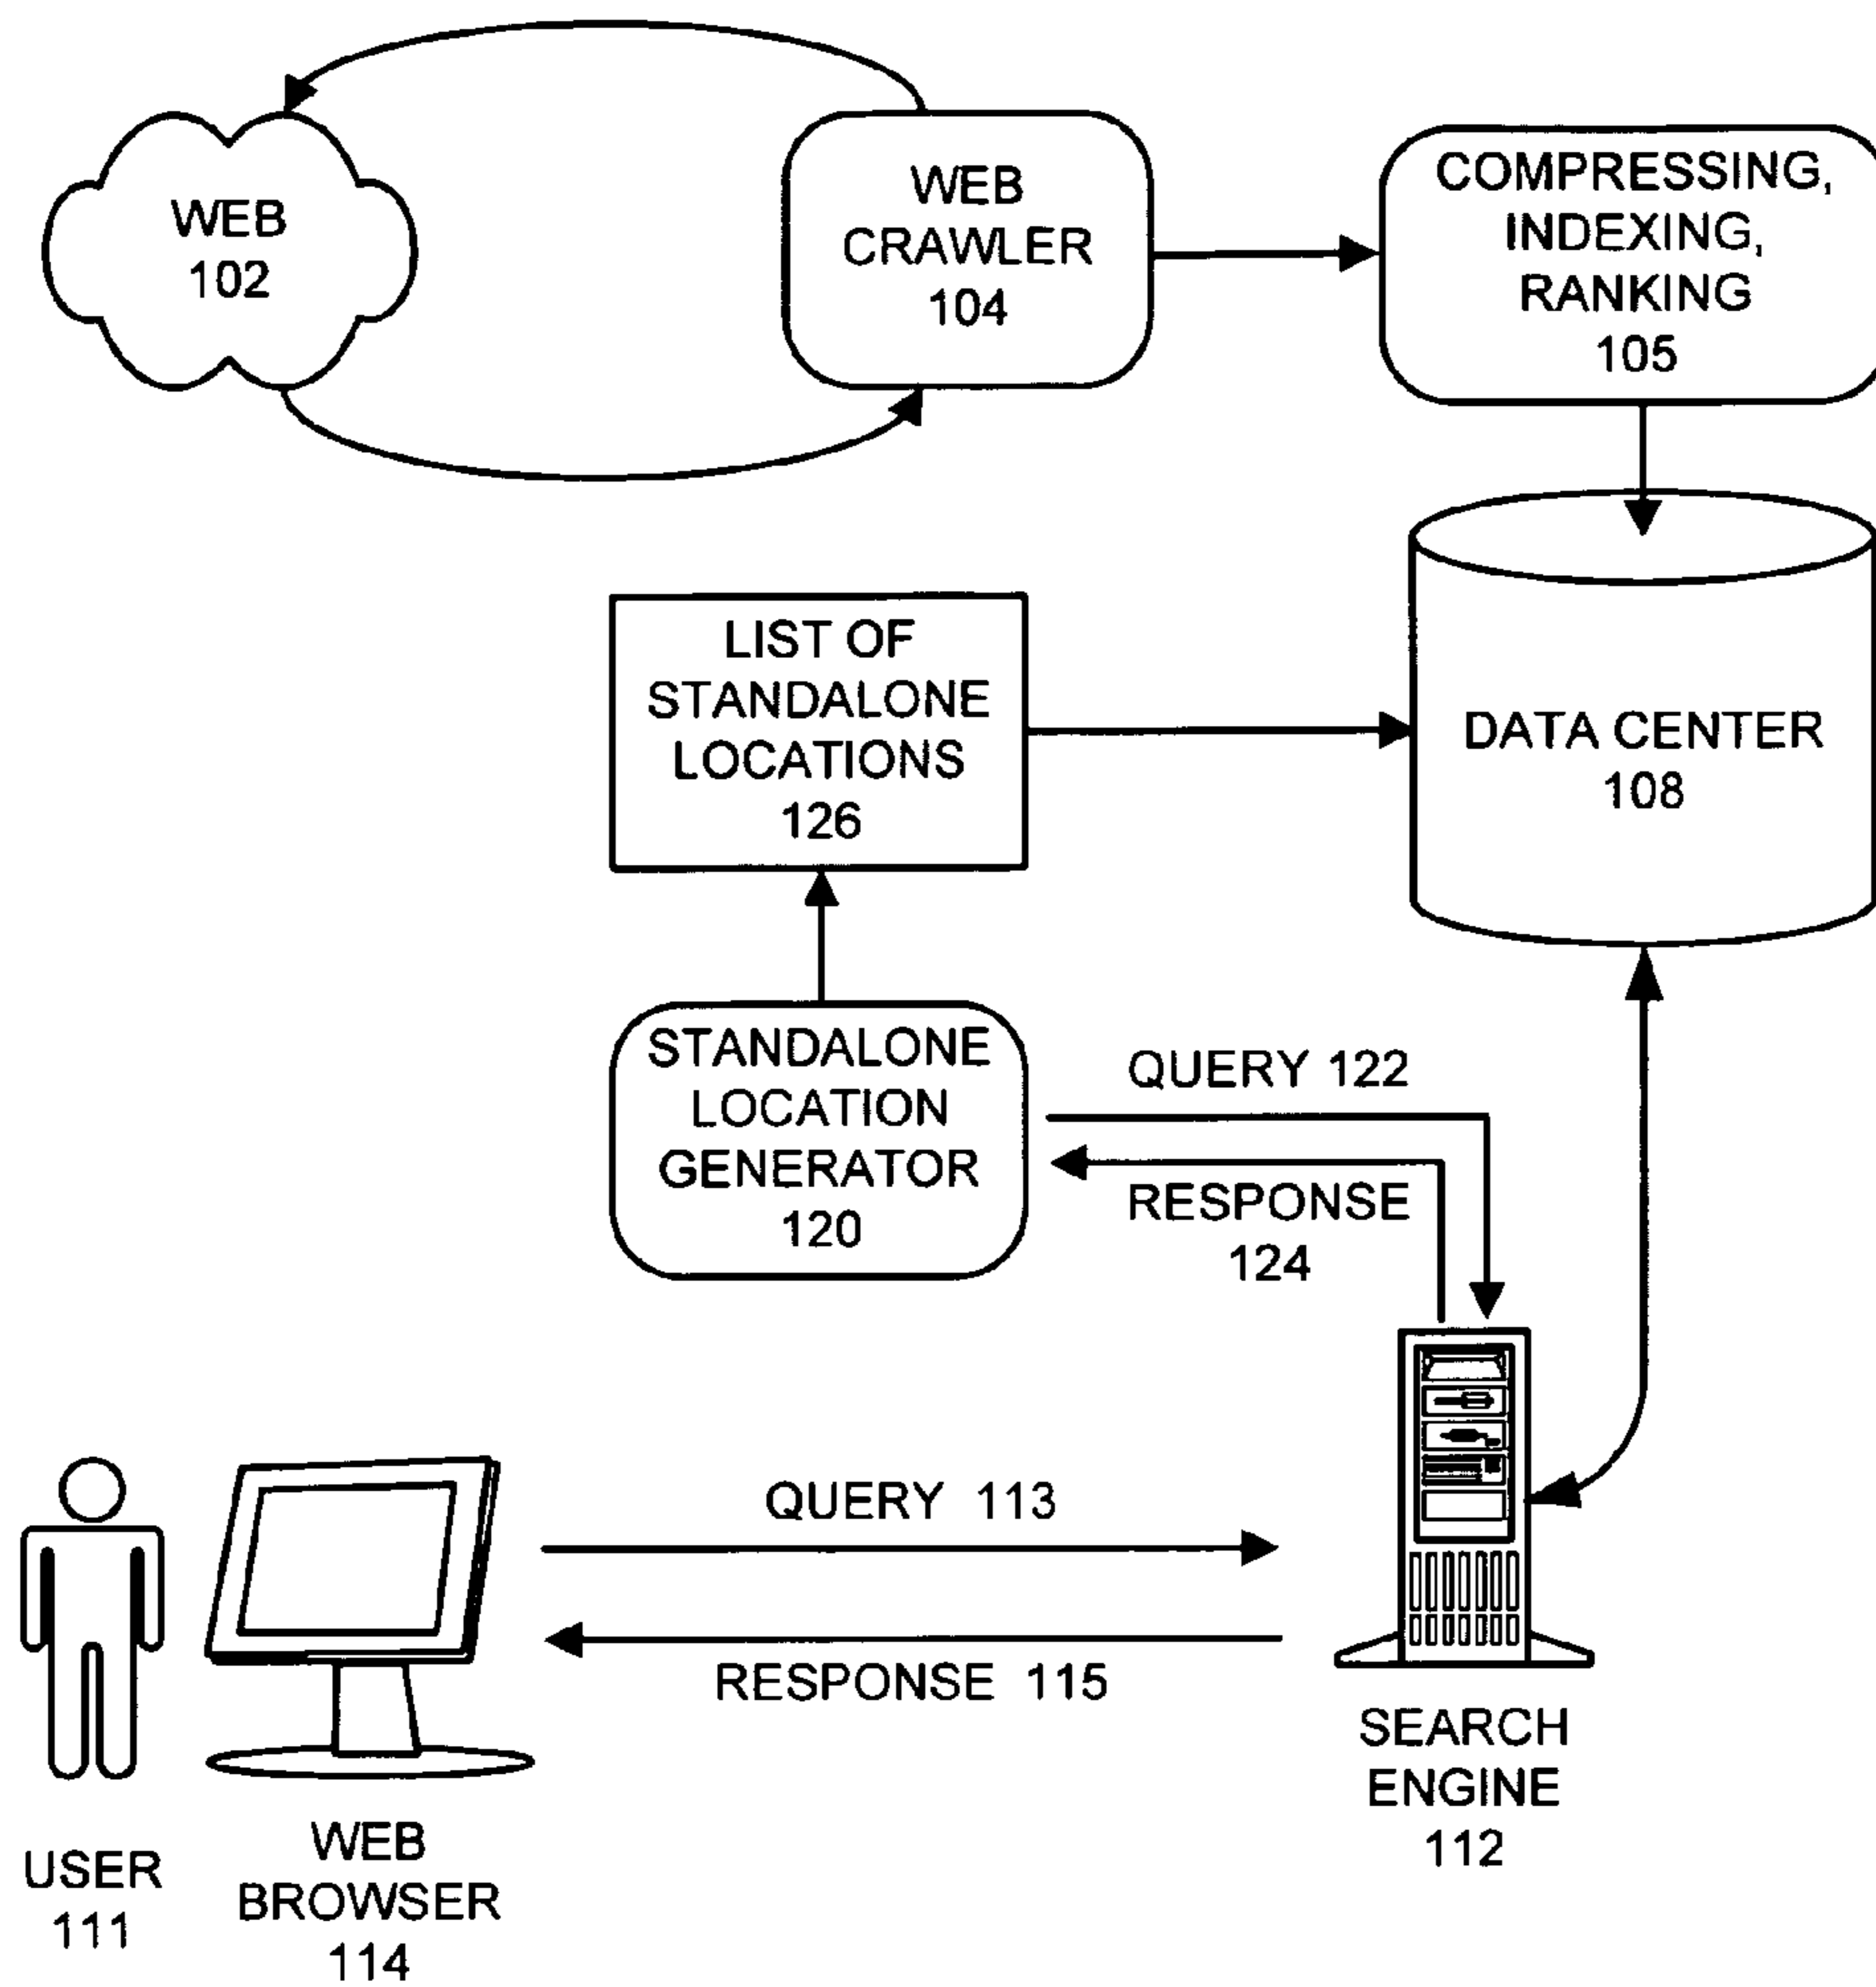 WEB
102
WEB
CRAWLER
104
COMPRESSING,
INDEXING,
RANKING
105
LIST OF
STANDALONE
LOCATIONS
126
DATA CENTER
108
STANDALONE
LOCATION
GENERATOR
120
QUERY 122
RESPONSE
124
QUERY 113
RESPONSE 115
SEARCH
ENGINE
112
USER
111
WEB
BROWSER
114